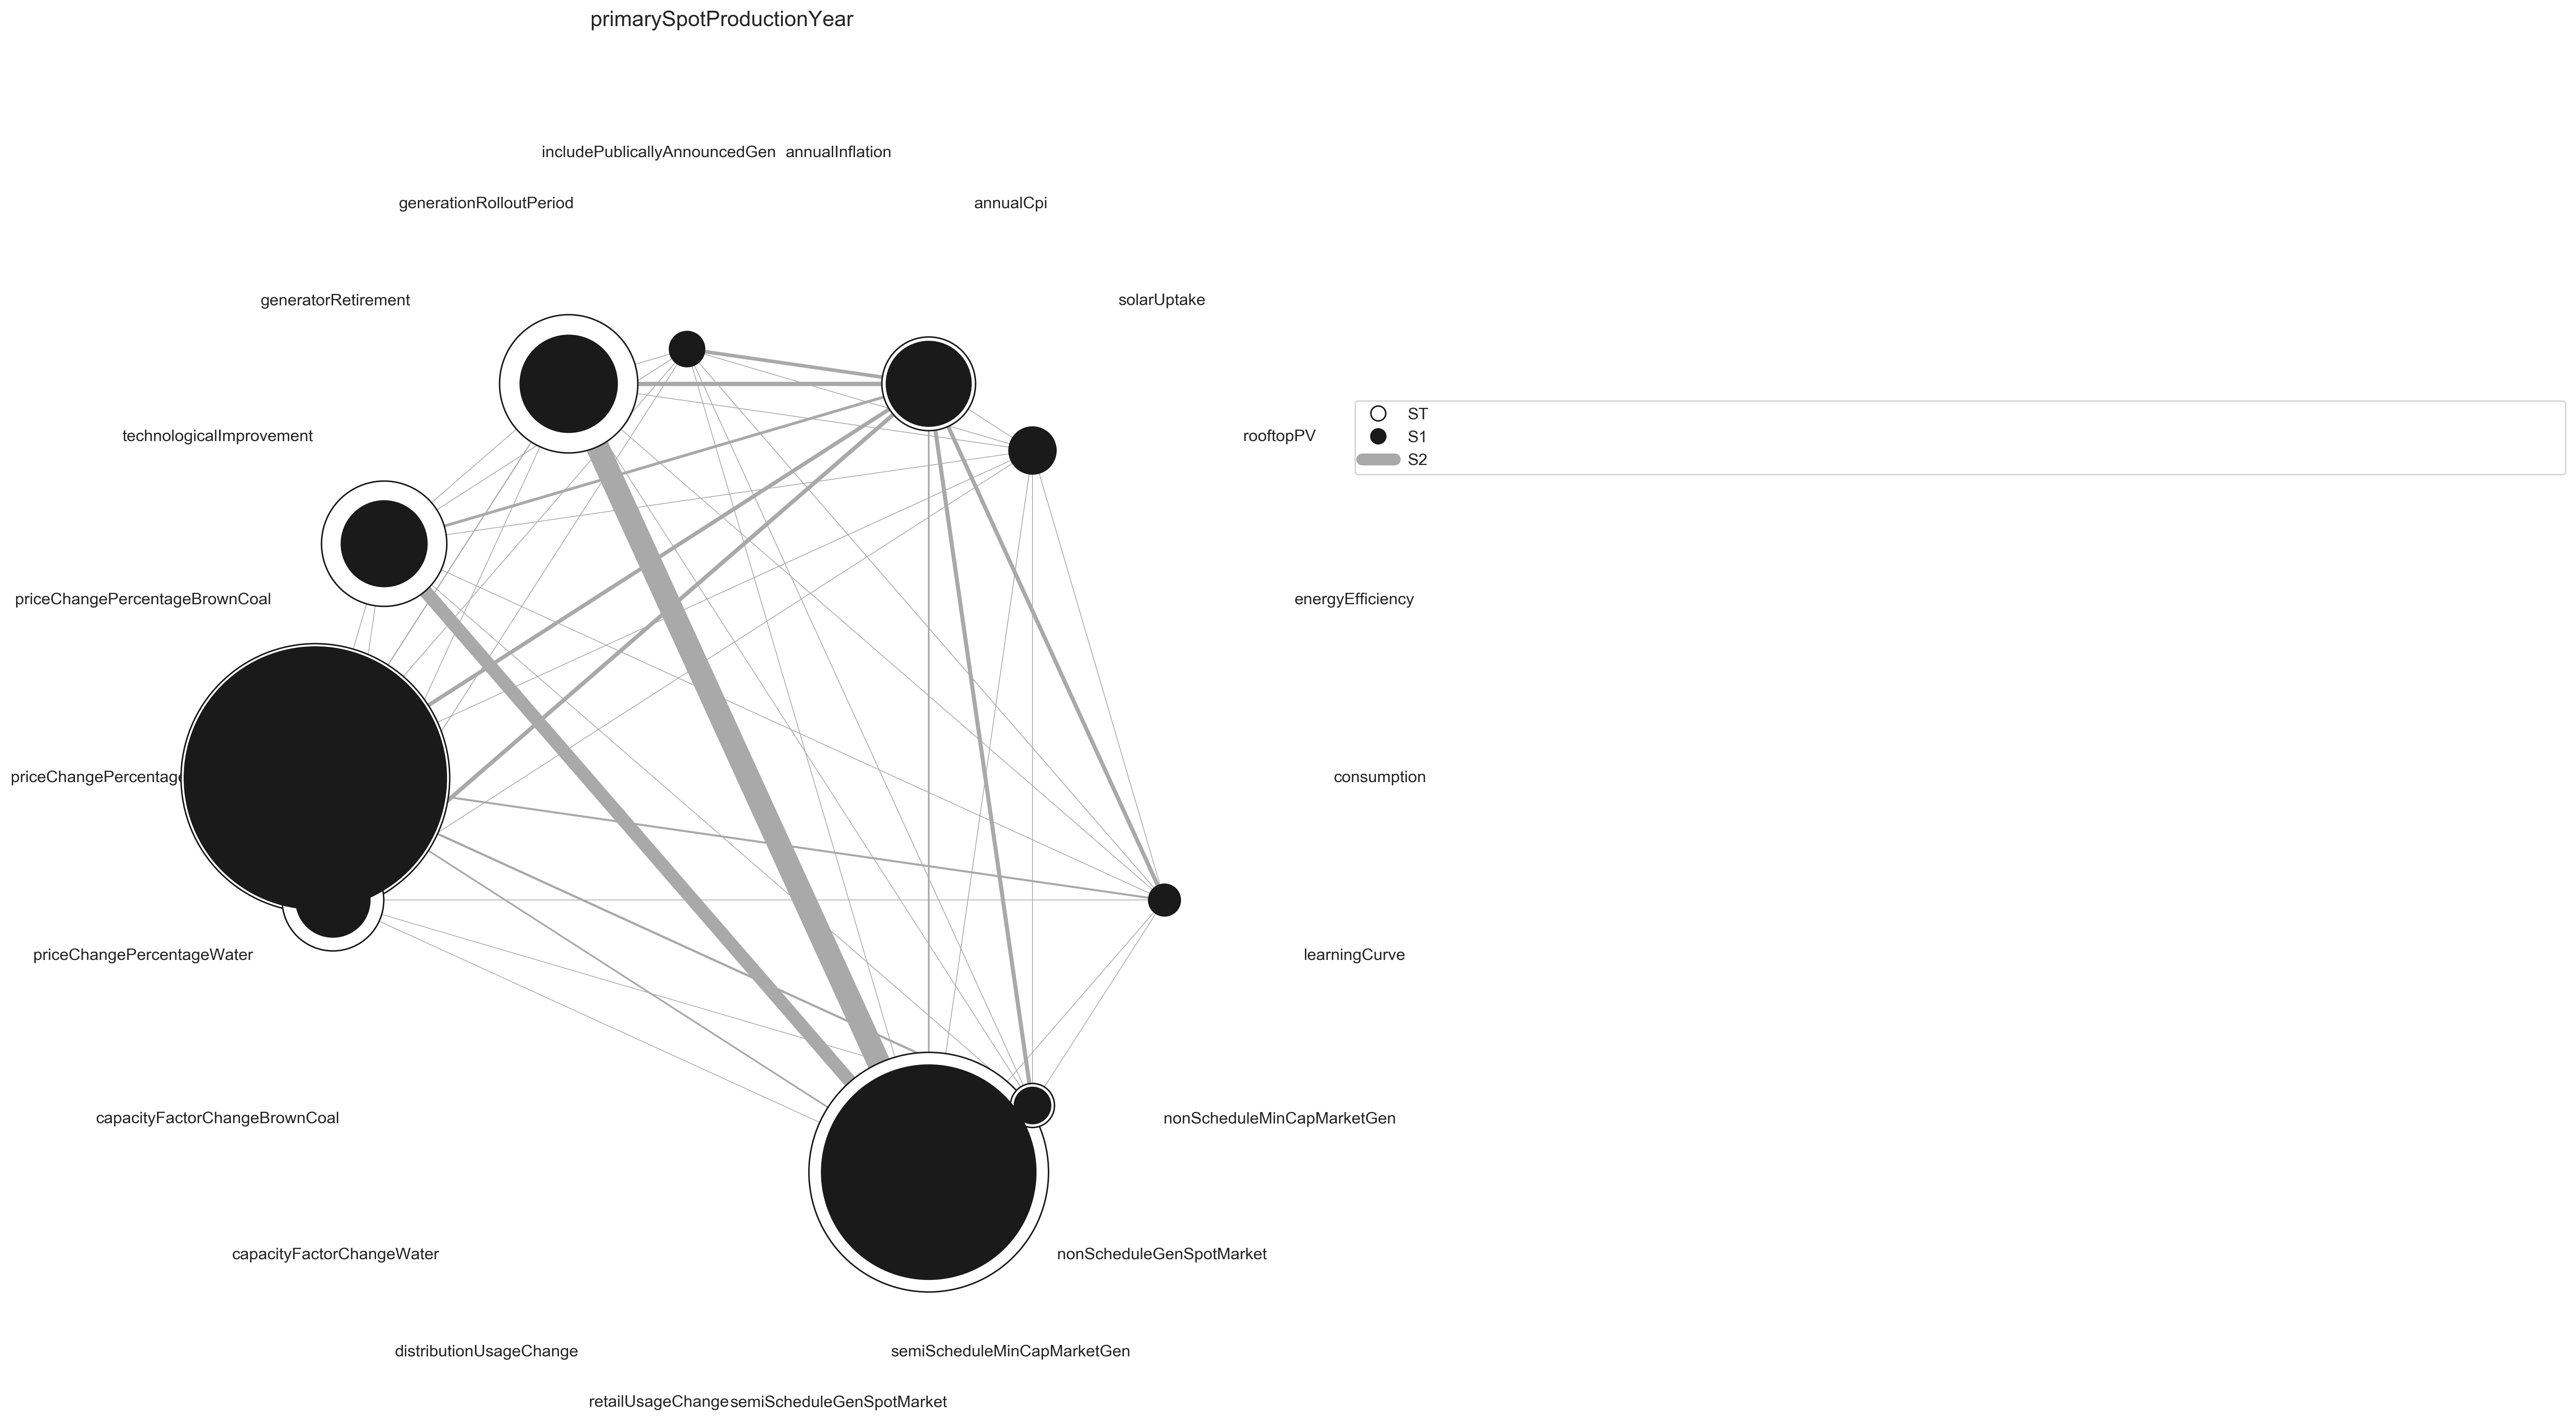 primarySpotProductionYear
includePublicallyAnnouncedGen annualInflation
generationRolloutPeriod
annualCpi
generatorRetirement
solarUptake
technologicalImprovement
rooftopPV
ST
S1
S2
priceChangePercentageBrownCoal
energyEfficiency
priceChangePercentage
consumption
priceChangePercentageWater
learningCurve
capacityFactorChangeBrownCoal
nonScheduleMinCapMarketGen
capacityFactorChangeWater
nonScheduleGenSpotMarket
distributionUsageChange
semiScheduleMinCapMarketGen
retailUsageChange
semiScheduleGenSpotMarket